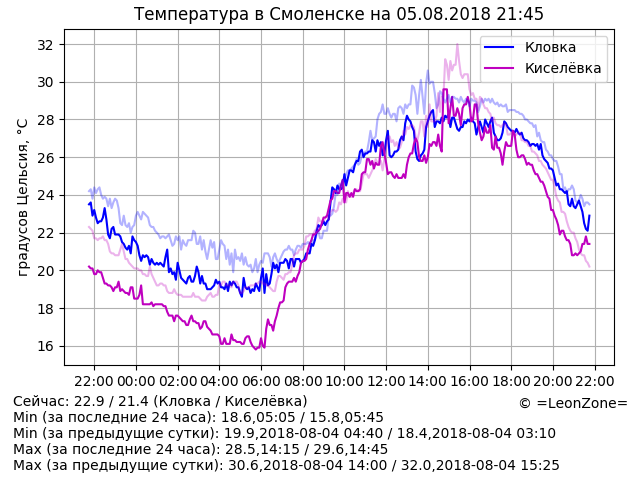 Температура в Смоленске на 05.08.2018 21:45
градусов Цельсия, °C
32
30
28
26
24
22
20
18
16
Кловка
Киселёвка
22:00 00:00 02:00 04:00 06:00 08:00 10:00 12:00 14:00 16:00 18:00 20:00 22:00
Сейчас: 22.9 / 21.4 (Кловка / Киселёвка)
© =LeonZone=
Min (за последние 24 часа): 18.6,05:05 / 15.8,05:45
Min (за предыдущие сутки): 19.9,2018-08-04 04:40 / 18.4,2018-08-04 03:10
Max (за последние 24 часа): 28.5,14:15 / 29.6,14:45
Max (за предыдущие сутки): 30.6,2018-08-04 14:00 / 32.0,2018-08-04 15:25